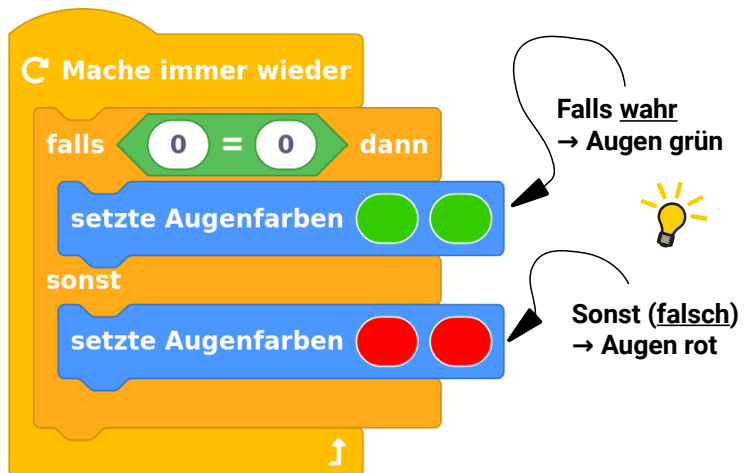 Mache immer wieder
falls 0 = 0 dann
setzte Augenfarben
sonst
setzte Augenfarben
Falls wahr
→ Augen grün
Sonst (falsch)
→ Augen rot